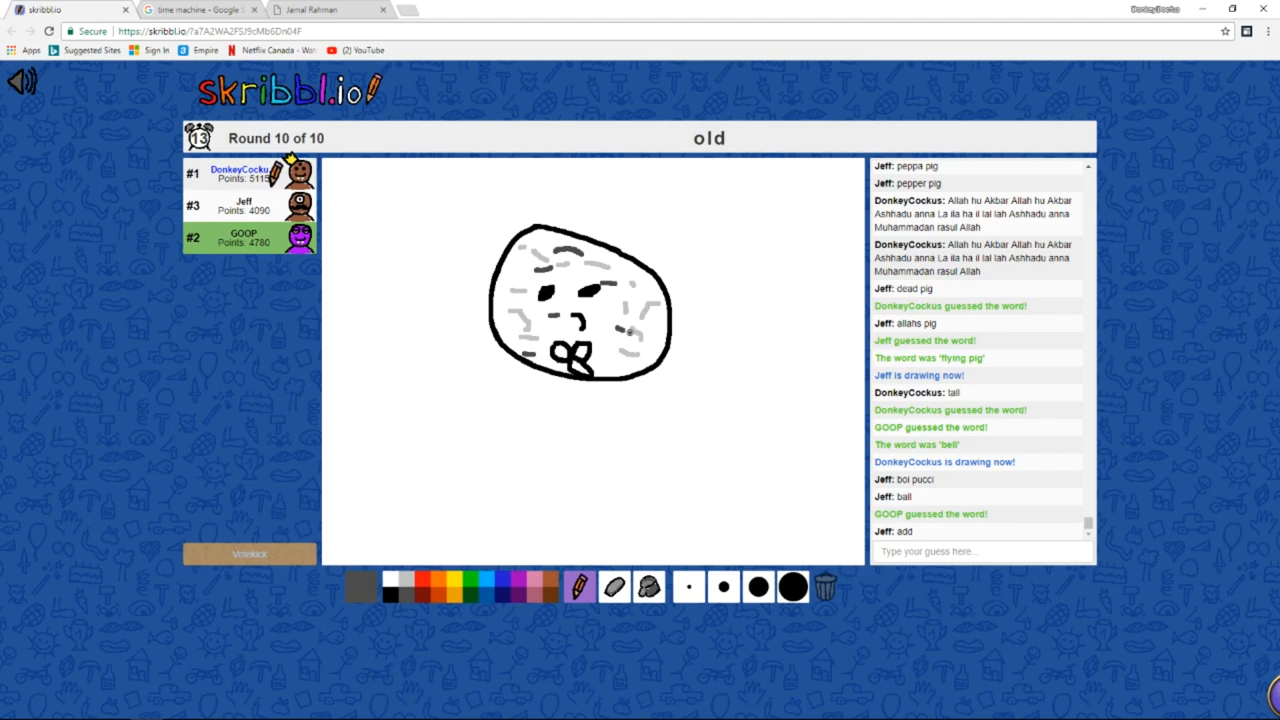 skribbl.io
time machine - Google S
Jamal Rahman
DonkeyCockus
Secure
https://skribbl.io/?a7A2WA2FSJ9cMb6Dn04F
Apps
Suggested Sites
Sign In
Empire
Netflix Canada - Wat
(2) YouTube
skribbl.io
13
Round 10 of 10
old
#1
DonkeyCocku
Points: 5115
#3
Jeff
Points: 4090
#2
GOOP
Points: 4780
Votekick
Jeff: peppa pig
Jeff: pepper pig
DonkeyCockus: Allah hu Akbar Allah hu Akbar
Ashhadu anna La ila ha il lal lah Ashhadu anna
Muhammadan rasul Allah
DonkeyCockus: Allah hu Akbar Allah hu Akbar
Ashhadu anna La ila ha il lal lah Ashhadu anna
Muhammadan rasul Allah
Jeff: dead pig
DonkeyCockus guessed the word!
Jeff: allahs pig
Jeff guessed the word!
The word was 'flying pig'
Jeff is drawing now!
DonkeyCockus: tall
DonkeyCockus guessed the word!
GOOP guessed the word!
The word was 'bell'
DonkeyCockus is drawing now!
Jeff: boi pucci
Jeff: ball
GOOP guessed the word!
Jeff: add
Type your guess here...